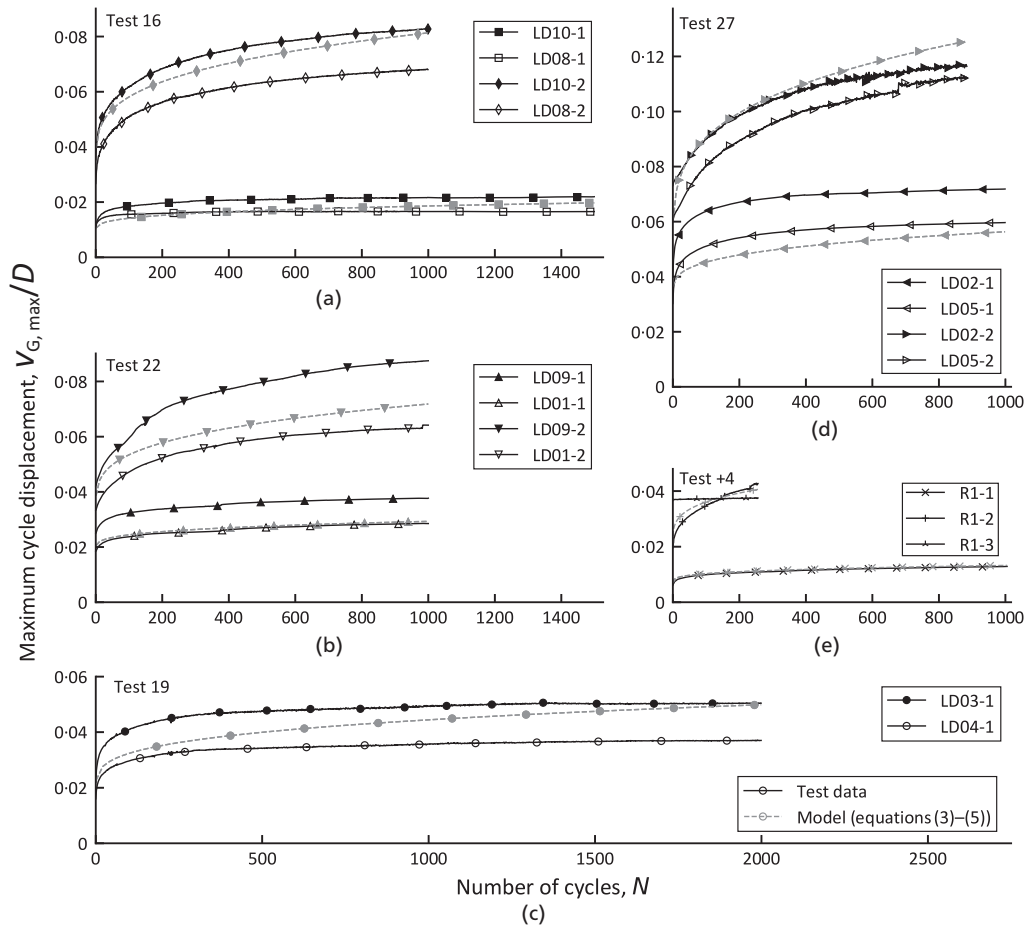 Maximum cycle displacement, VG, max/D
Test 16
0·08
0·06
0·04
0·02
0
0 200 400 600 800 1000 1200 1400
LD10-1
LD08-1
LD10-2
LD08-2
(a)
Test 22
0·08
0·06
0·04
0·02
0
0 200 400 600 800 1000 1200 1400
LD09-1
LD01-1
LD09-2
LD01-2
(b)
Test 27
0·12
0·10
0·08
0·06
0·04
0·02
0
0 200 400 600 800 1000
LD02-1
LD05-1
LD02-2
LD05-2
(d)
Test +4
0·04
0·02
0
0 200 400 600 800 1000
R1-1
R1-2
R1-3
(e)
Test 19
0·06
0·04
0·02
0
0 500 1000 1500 2000 2500
LD03-1
LD04-1
Test data
Model (equations (3)–(5))
Number of cycles, N
(c)